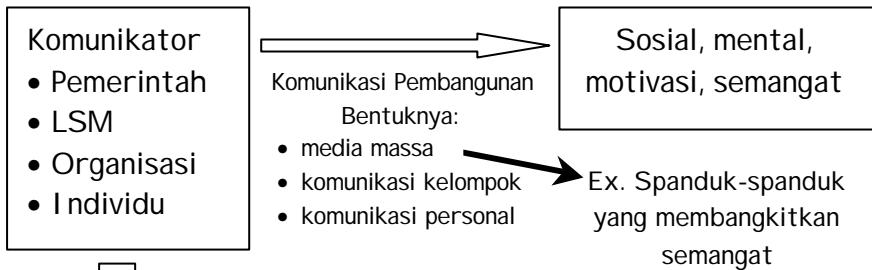 Komunikator
• Pemerintah
• LSM
• Organisasi
• Individu
Komunikasi Pembangunan
Bentuknya:
• media massa
• komunikasi kelompok
• komunikasi personal
Sosial, mental,
motivasi, semangat
Ex. Spanduk-spanduk
yang membangkitkan
semangat